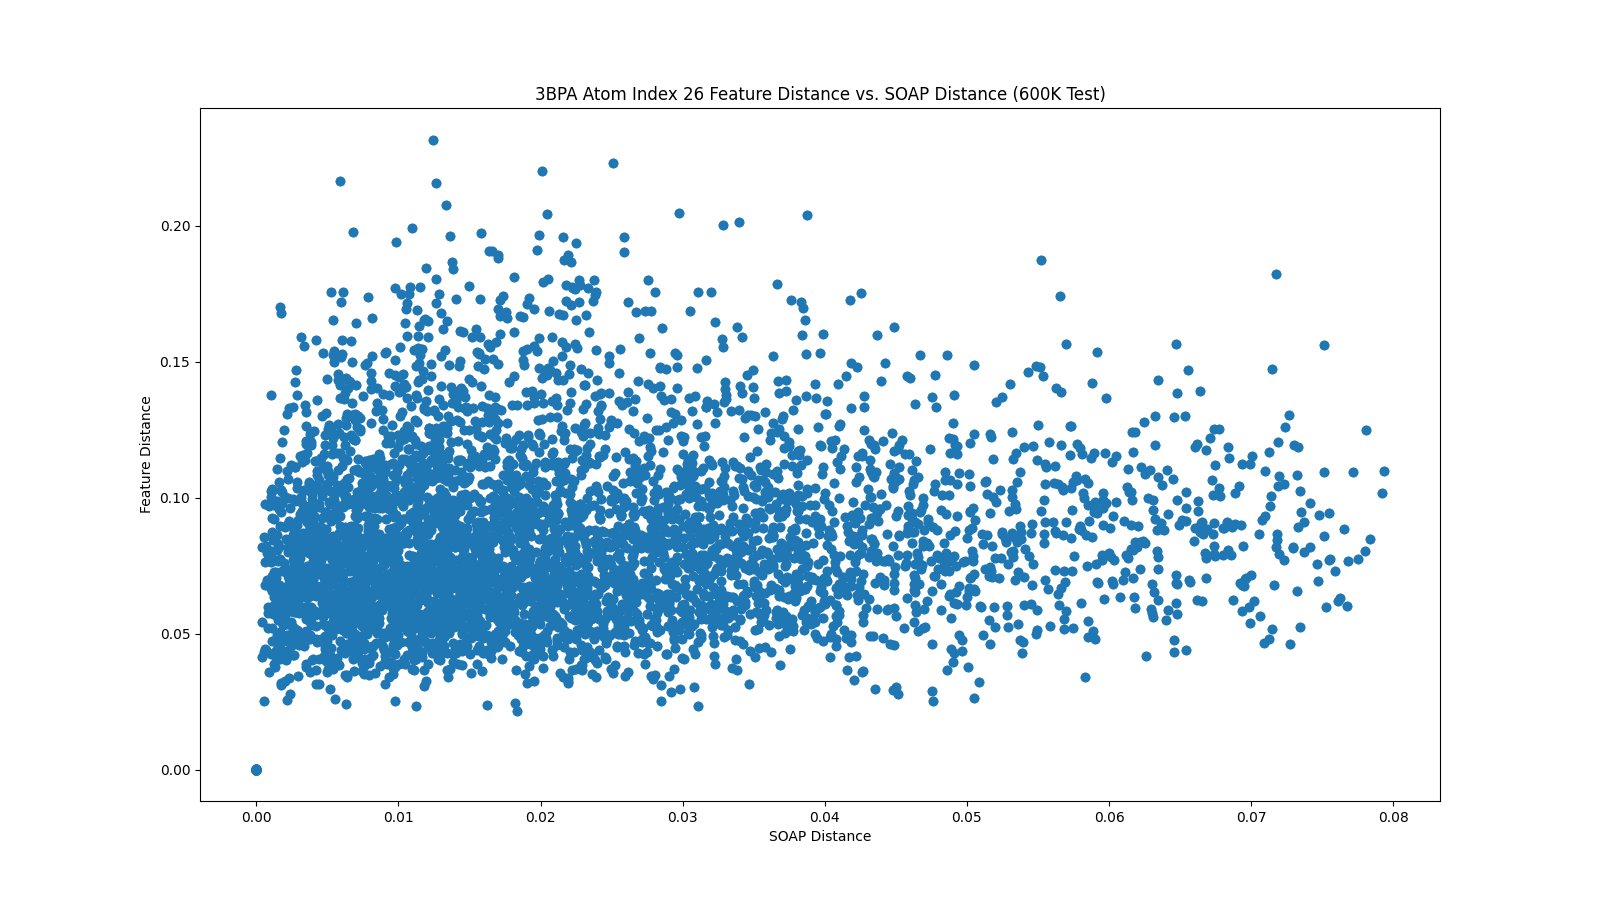 3BPA Atom Index 26 Feature Distance vs. SOAP Distance (600K Test)
Feature Distance
0.20
0.15
0.10
0.05
0.00
0.00 0.01 0.02 0.03 0.04 0.05 0.06 0.07 0.08
SOAP Distance